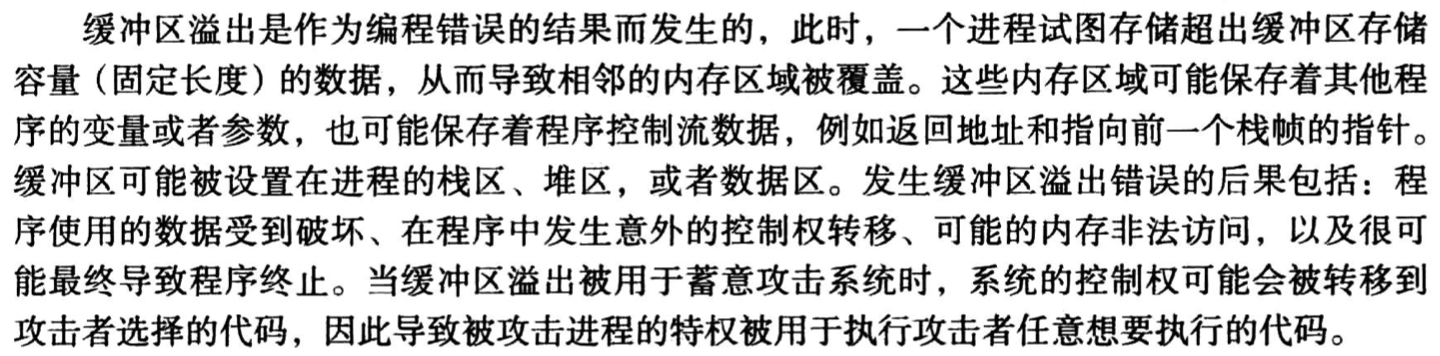 缓冲区溢出是作为编程错误的结果而发生的，此时，一个进程试图存储超出缓冲区存储
容量（固定长度）的数据，从而导致相邻的内存区域被覆盖。这些内存区域可能保存着其他程
序的变量或者参数，也可能保存着程序控制流数据，例如返回地址和指向前一个栈帧的指针。
缓冲区可能被设置在进程的栈区、堆区，或者数据区。发生缓冲区溢出错误的后果包括：程
序使用的数据受到破坏、在程序中发生意外的控制权转移、可能的内存非法访问，以及很可
能最终导致程序终止。当缓冲区溢出被用于蓄意攻击系统时，系统的控制权可能会被转移到
攻击者选择的代码，因此导致被攻击进程的特权被用于执行攻击者任意想要执行的代码。